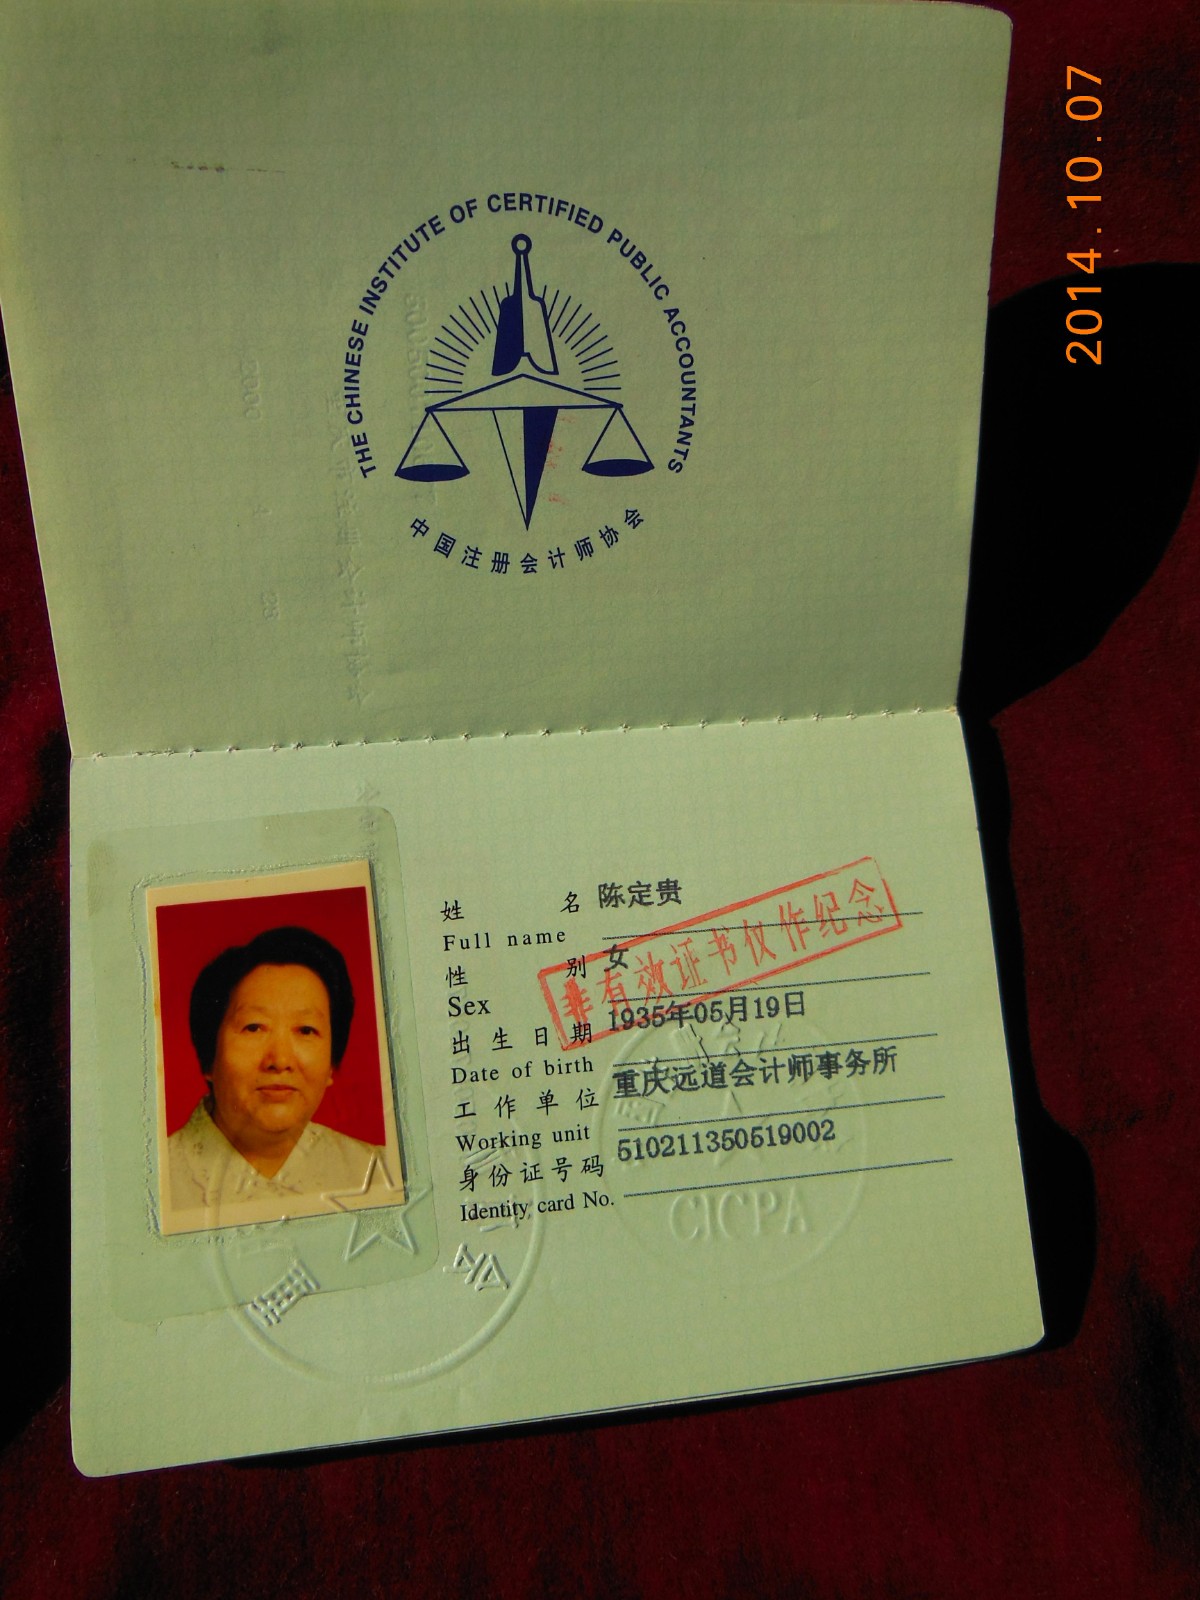 2014.10.07
THE CHINESE INSTITUTE OF CERTIFIED PUBLIC ACCOUNTANTS
中国注册会计师协会
姓 名 陈定贵
Full name
性 别 女
Sex
非有效证书仅作纪念
出生日期 1935年05月19日
Date of birth
工作单位 重庆远道会计师事务所
Working unit
身份证号码 510211350519002
Identity card No.
CICPA